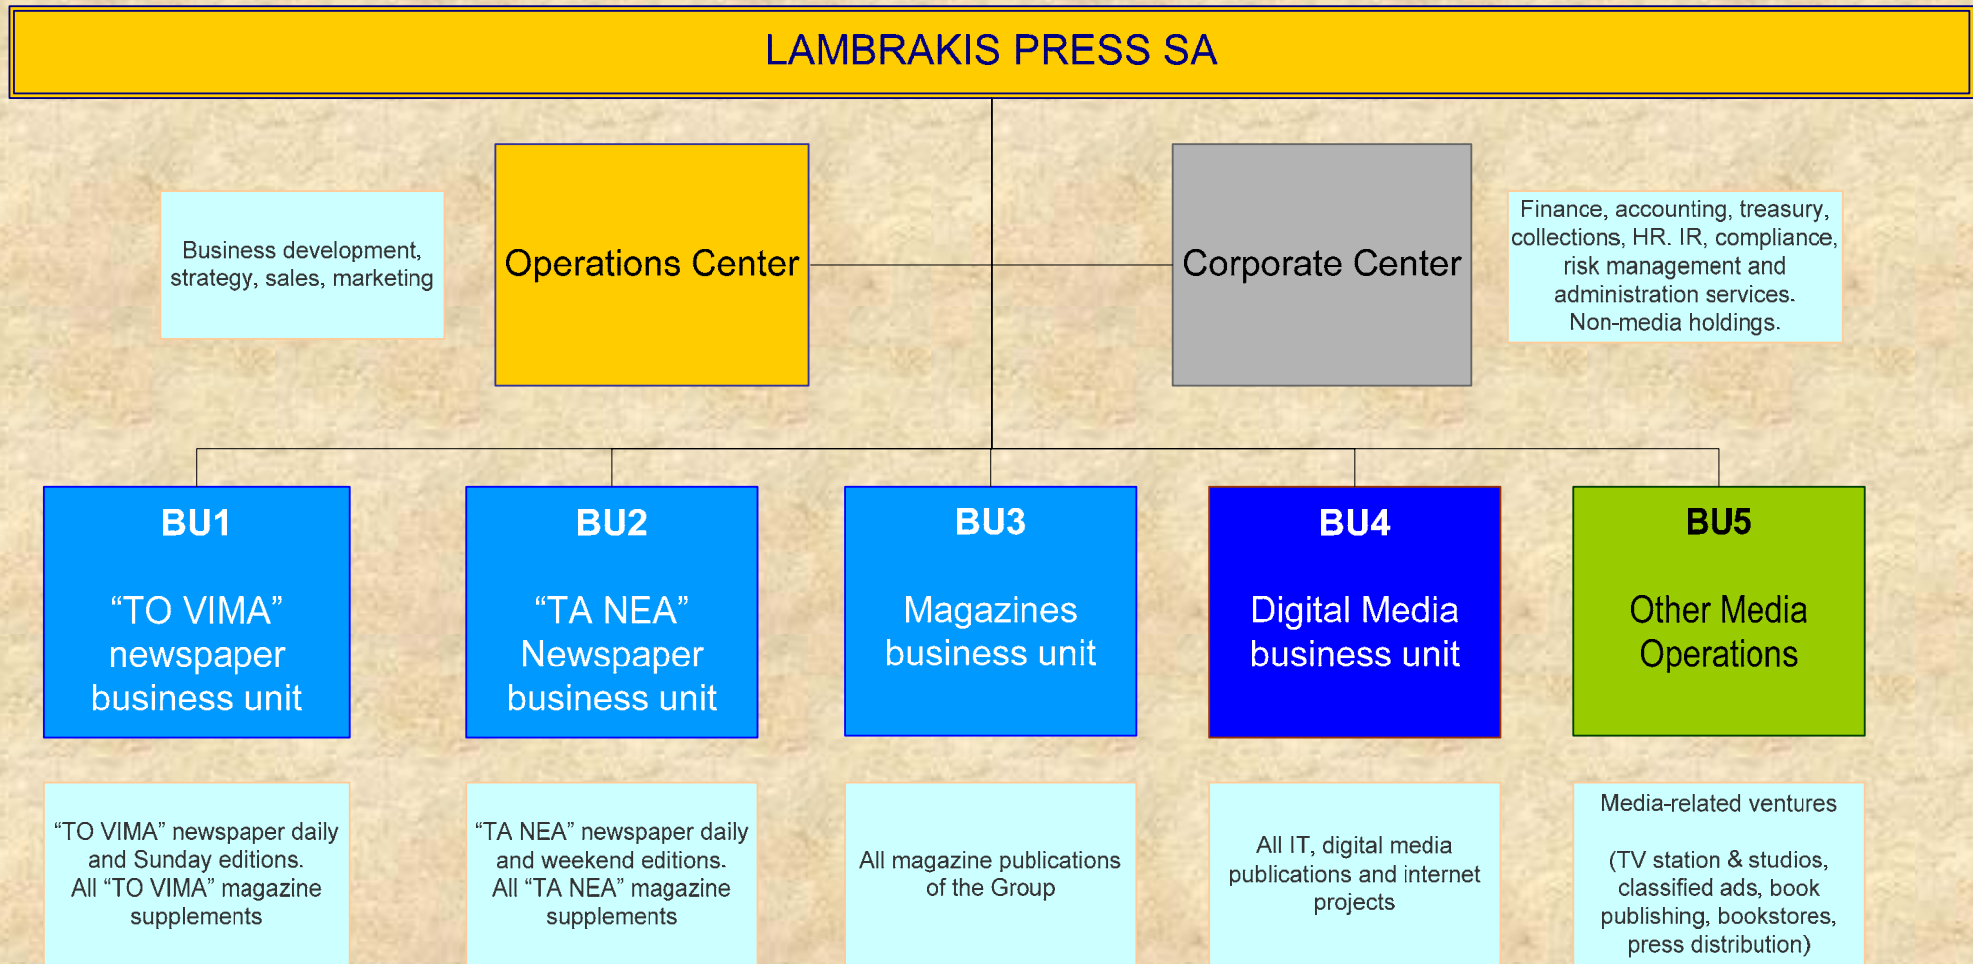 LAMBRAKIS PRESS SA
Business development,
strategy, sales, marketing
Operations Center
Corporate Center
Finance, accounting, treasury,
collections, HR. IR, compliance,
risk management and
administration services.
Non-media holdings.
BU1
“TO VIMA”
newspaper
business unit
BU2
“TA NEA”
Newspaper
business unit
BU3
Magazines
business unit
BU4
Digital Media
business unit
BU5
Other Media
Operations
“TO VIMA” newspaper daily
and Sunday editions.
All “TO VIMA” magazine
supplements
“TA NEA” newspaper daily
and weekend editions.
All “TA NEA” magazine
supplements
All magazine publications
of the Group
All IT, digital media
publications and internet
projects
Media-related ventures
(TV station & studios,
classified ads, book
publishing, bookstores,
press distribution)